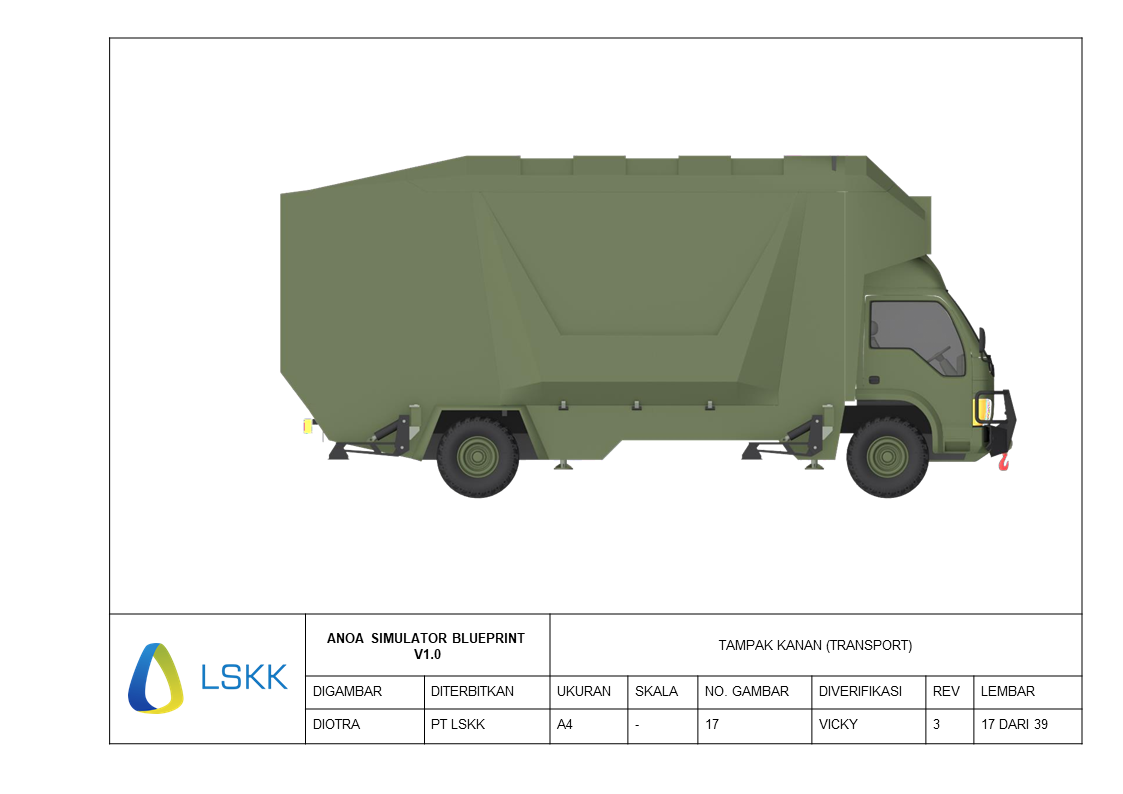 LSKK
ANOA SIMULATOR BLUEPRINT
V1.0
TAMPAK KANAN (TRANSPORT)
DIGAMBAR DITERBITKAN UKURAN SKALA NO. GAMBAR DIVERIFIKASI REV LEMBAR
DIOTRA PT LSKK A4 - 17 VICKY 3 17 DARI 39